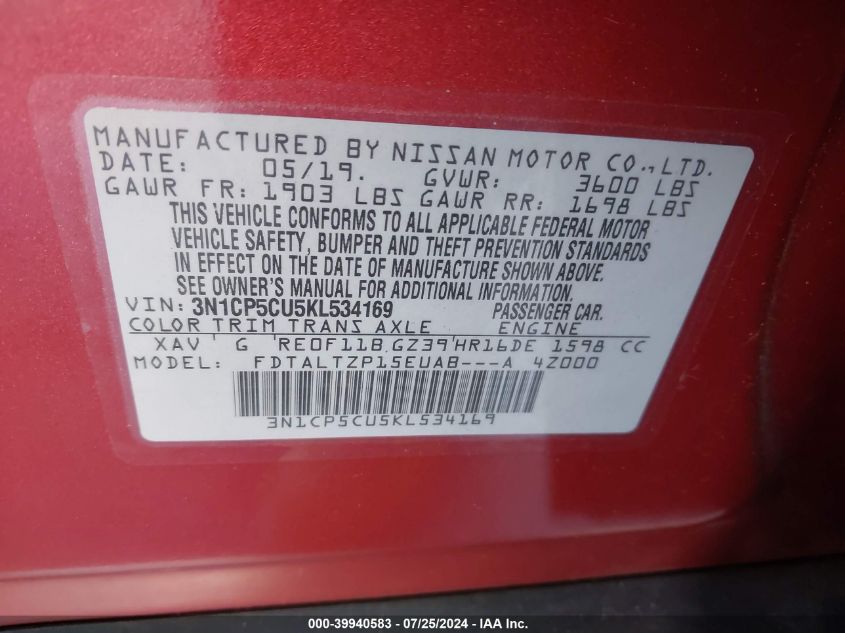 MANUFACTURED BY NISSAN MOTOR CO.,LTD.
DATE: 05/19. GVWR: 3600 LBS
GAWR FR: 1903 LBS GAWR RR: 1698 LBS
THIS VEHICLE CONFORMS TO ALL APPLICABLE FEDERAL MOTOR
VEHICLE SAFETY, BUMPER AND THEFT PREVENTION STANDARDS
IN EFFECT ON THE DATE OF MANUFACTURE SHOWN ABOVE.
SEE OWNER'S MANUAL FOR ADDITIONAL INFORMATION.
VIN: 3N1CP5CU5KL534169 PASSENGER CAR.
COLOR TRIM TRANS AXLE ENGINE
XAV G RE0F11B GZ39 HR16DE 1598 CC
MODEL: FDTALTZP15EUAB---A 4Z000
3N1CP5CU5KL534169
000-39940583 / 07/25/2024 - © IAA, Inc.